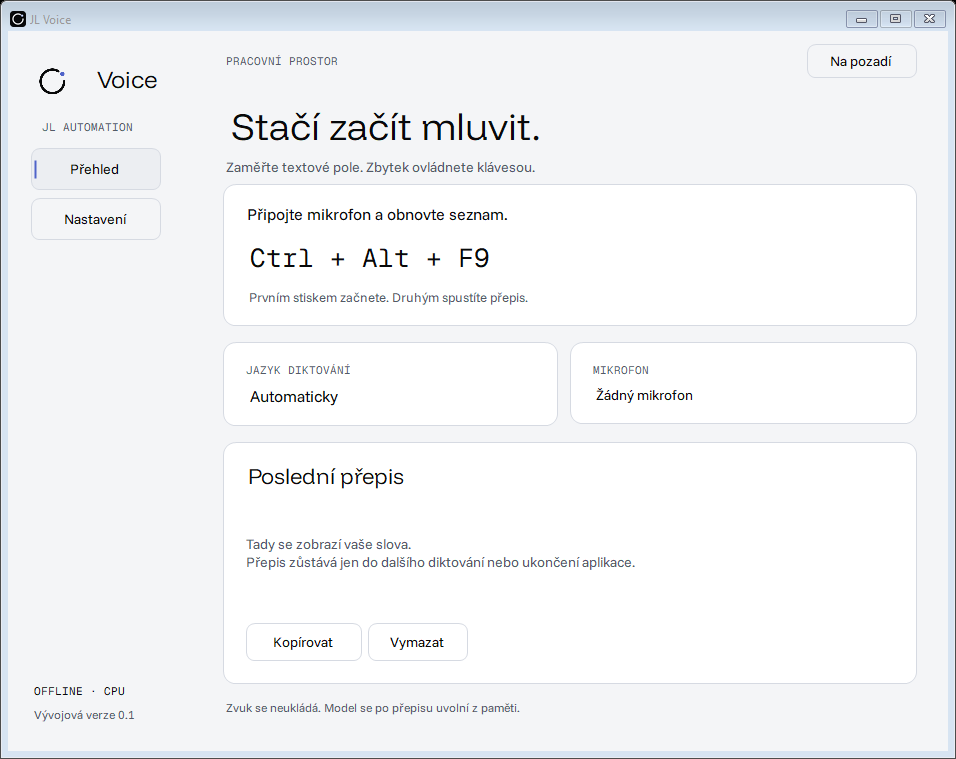 JL Voice
Voice
JL AUTOMATION
Přehled
Nastavení
OFFLINE · CPU
Vývojová verze 0.1
PRACOVNÍ PROSTOR
Na pozadí
Stačí začít mluvit.
Zaměřte textové pole. Zbytek ovládnete klávesou.
Připojte mikrofon a obnovte seznam.
Ctrl + Alt + F9
Prvním stiskem začnete. Druhým spustíte přepis.
JAZYK DIKTOVÁNÍ
Automaticky
MIKROFON
Žádný mikrofon
Poslední přepis
Tady se zobrazí vaše slova.
Přepis zůstává jen do dalšího diktování nebo ukončení aplikace.
Kopírovat
Vymazat
Zvuk se neukládá. Model se po přepisu uvolní z paměti.